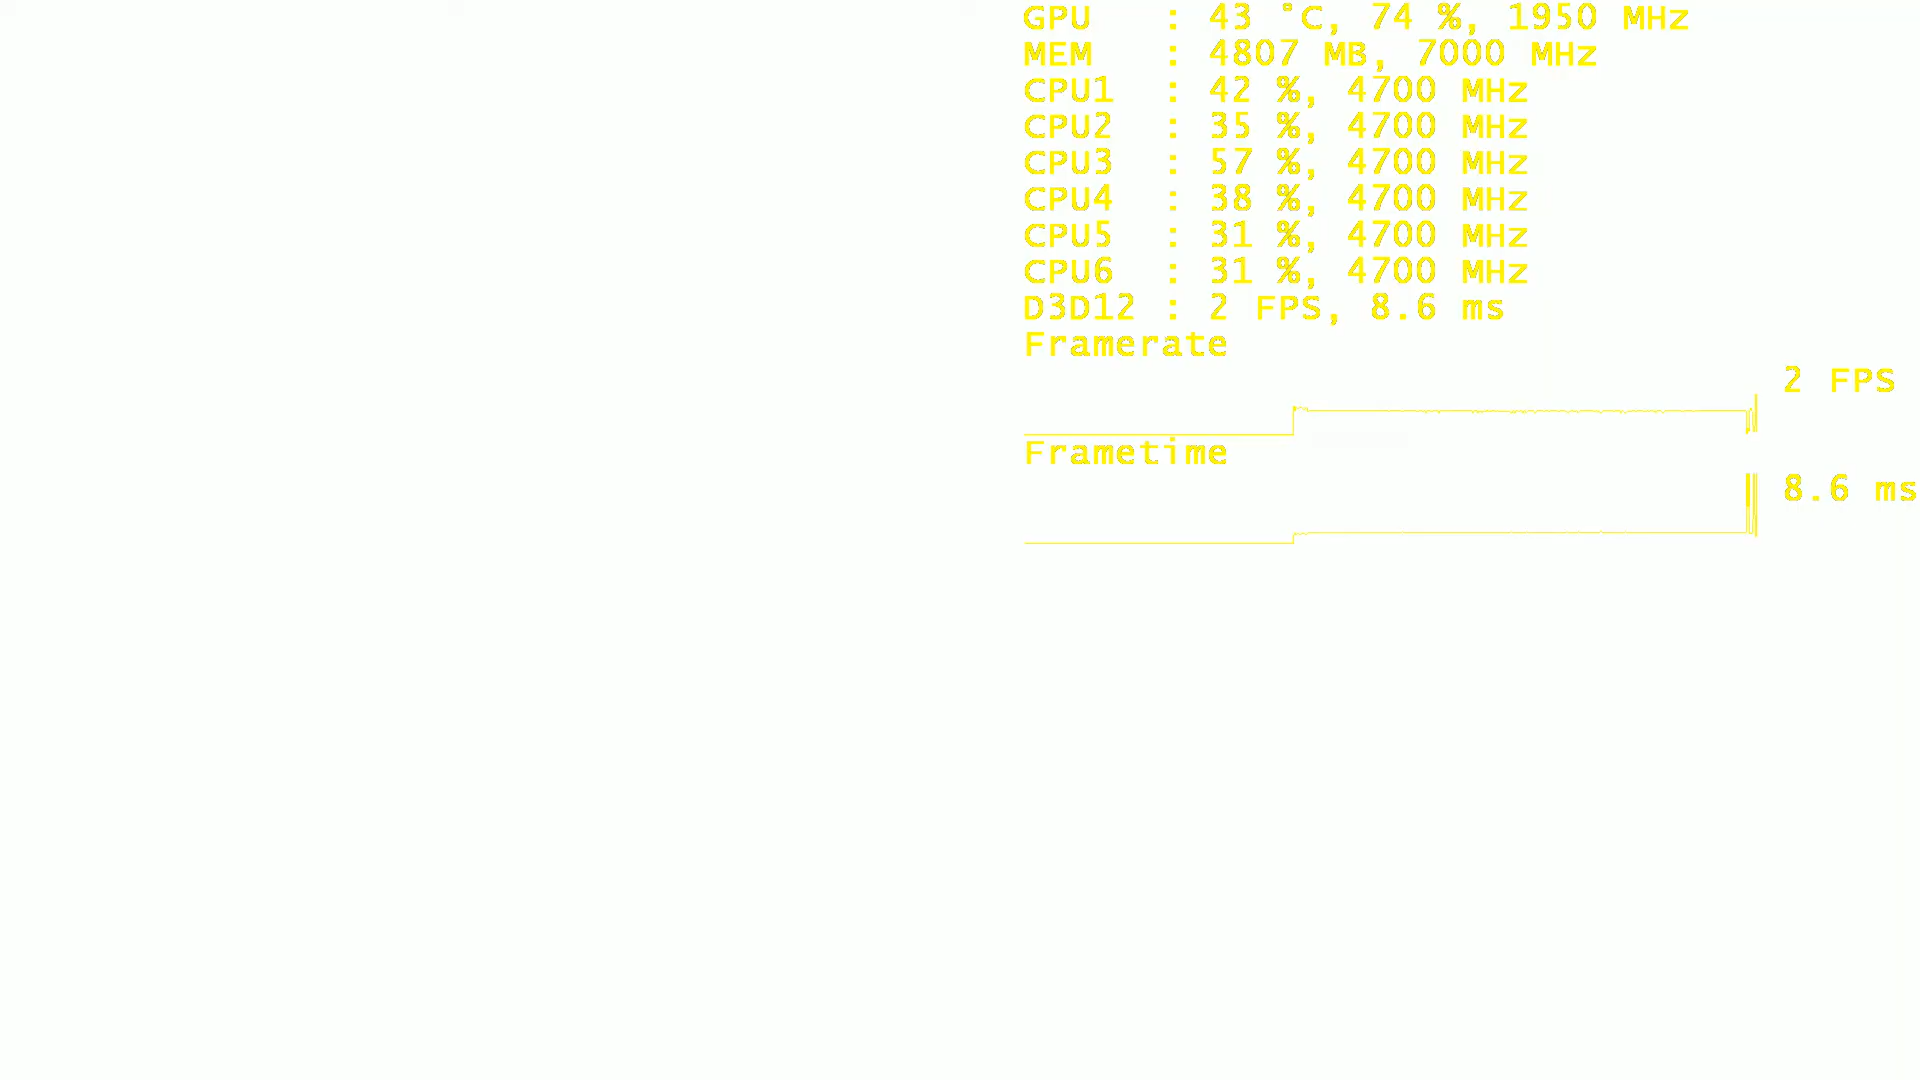 GPU : 43 °C, 74 %, 1950 MHz
MEM : 4807 MB, 7000 MHz
CPU1 : 42 %, 4700 MHz
CPU2 : 35 %, 4700 MHz
CPU3 : 57 %, 4700 MHz
CPU4 : 38 %, 4700 MHz
CPU5 : 31 %, 4700 MHz
CPU6 : 31 %, 4700 MHz
D3D12 : 2 FPS, 8.6 ms
Framerate
2 FPS
Frametime
8.6 ms